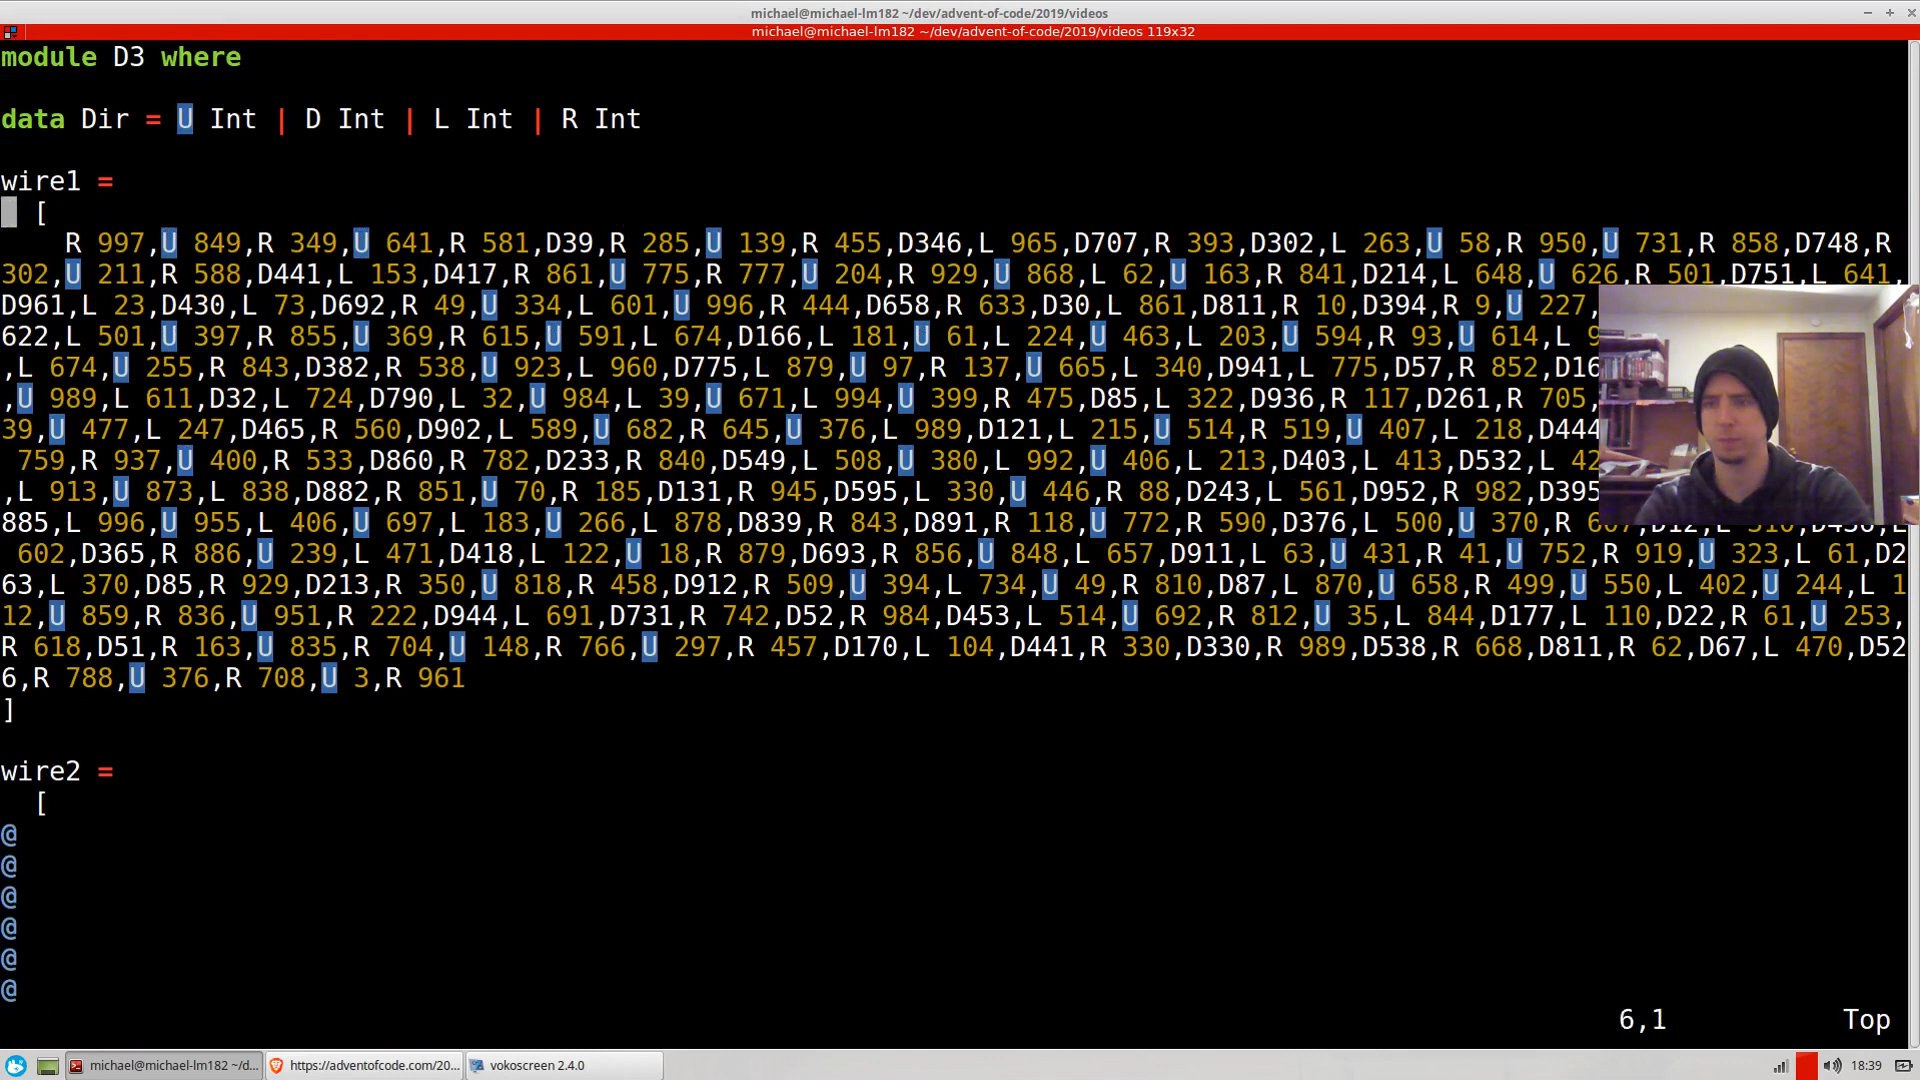 michael@michael-lm182 ~/dev/advent-of-code/2019/videos
michael@michael-lm182 ~/dev/advent-of-code/2019/videos 119x32
module D3 where
data Dir = U Int | D Int | L Int | R Int
wire1 =
[
R 997,U 849,R 349,U 641,R 581,D39,R 285,U 139,R 455,D346,L 965,D707,R 393,D302,L 263,U 58,R 950,U 731,R 858,D748,R
302,U 211,R 588,D441,L 153,D417,R 861,U 775,R 777,U 204,R 929,U 868,L 62,U 163,R 841,D214,L 648,U 626,R 501,D751,L 641,
D961,L 23,D430,L 73,D692,R 49,U 334,L 601,U 996,R 444,D658,R 633,D30,L 861,D811,R 10,D394,R 9,U 227,
622,L 501,U 397,R 855,U 369,R 615,U 591,L 674,D166,L 181,U 61,L 224,U 463,L 203,U 594,R 93,U 614,L
,L 674,U 255,R 843,D382,R 538,U 923,L 960,D775,L 879,U 97,R 137,U 665,L 340,D941,L 775,D57,R 852,D16
,U 989,L 611,D32,L 724,D790,L 32,U 984,L 39,U 671,L 994,U 399,R 475,D85,L 322,D936,R 117,D261,R 705,
39,U 477,L 247,D465,R 560,D902,L 589,U 682,R 645,U 376,L 989,D121,L 215,U 514,R 519,U 407,L 218,D444
759,R 937,U 400,R 533,D860,R 782,D233,R 840,D549,L 508,U 380,L 992,U 406,L 213,D403,L 413,D532,L 42
,L 913,U 873,L 838,D882,R 851,U 70,R 185,D131,R 945,D595,L 330,U 446,R 88,D243,L 561,D952,R 982,D395
885,L 996,U 955,L 406,U 697,L 183,U 266,L 878,D839,R 843,D891,R 118,U 772,R 590,D376,L 500,U 370,R
602,D365,R 886,U 239,L 471,D418,L 122,U 18,R 879,D693,R 856,U 848,L 657,D911,L 63,U 431,R 41,U 752,R 919,U 323,L 61,D2
63,L 370,D85,R 929,D213,R 350,U 818,R 458,D912,R 509,U 394,L 734,U 49,R 810,D87,L 870,U 658,R 499,U 550,L 402,U 244,L 1
12,U 859,R 836,U 951,R 222,D944,L 691,D731,R 742,D52,R 984,D453,L 514,U 692,R 812,U 35,L 844,D177,L 110,D22,R 61,U 253,
R 618,D51,R 163,U 835,R 704,U 148,R 766,U 297,R 457,D170,L 104,D441,R 330,D330,R 989,D538,R 668,D811,R 62,D67,L 470,D52
6,R 788,U 376,R 708,U 3,R 961
]
wire2 =
[
@
@
@
@
@
@
6,1 Top
michael@michael-lm182 ~/d... https://adventofcode.com/20... vokoscreen 2.4.0 18:39